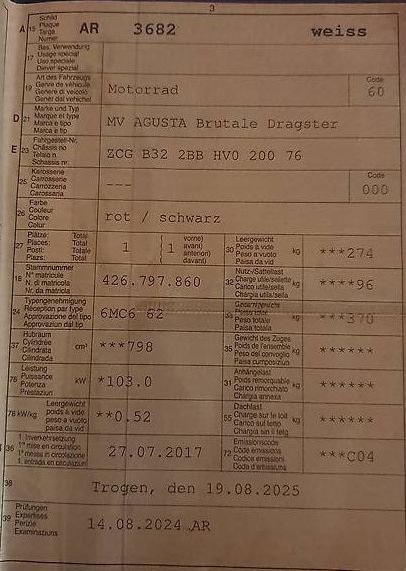 3
A 15 Schild Plaque Targa Numer AR 3682 weiss
17 Bes. Verwendung Usage spécial Uso speciale Diever spezial
19 Art des Fahrzeugs Genre de véhicule Genere di veicolo Gener dal vehichel Motorrad Code 60
D 21 Marke und Typ Marque et type Marca e tipo Marca e tip MV AGUSTA Brutale Dragster
E 23 Fahrgestell-Nr. Châssis no Telaio n. Schassis nr. ZCG B32 2BB HV0 200 76
25 Karosserie Carrosserie Carrozzeria Carossaria --- Code 000
26 Farbe Couleur Colore Colur rot / schwarz
27 Plätze: Places: Posti: Plazs: Total Totale Totale Total 1 ( 1 vorne) avant) anteriori) davant)
30 Leergewicht Poids à vide Peso a vuoto Paisa da vid kg ***274
18 Stammnummer N° matricule N. di matricola Nr. da matricla 426.797.860
32 Nutz-/Sattellast Charge utile/sellette Carico utile/sella Chargia utila/sella kg ****96
24 Typengenehmigung Réception par type Approvazione del tipo Approvaziun dal tip 6MC6 62
33 Gesamtgewicht Poids total Peso totale Paisa totala kg ***370
37 Hubraum Cylindrée Cilindrata Cilindrada cm³ ***798
35 Gewicht des Zuges Poids de l'ensemble Peso del convoglio Paisa cumposiziun kg ******
76 Leistung Puissance Potenza Prestaziun kW *103.0
31 Anhängelast Poids remorquable Carico rimorchiato Chargia annexa kg ******
78 kW/kg Leergewicht poids à vide peso a vuoto paisa da vid **0.52
55 Dachlast Charge sur le toit Carico sul tetto Chargia sin il tetg kg ******
36 1. Inverkehrsetzung 1re mise en circulation 1a messa in circolazione 1. entrada en circulaziun 27.07.2017
72 Emissionscode Code émissions Codice emissioni Code d'emissiuns ***C04
38 Trogen, den 19.08.2025
39 Prüfungen Expertises Perizie Examinaziuns 14.08.2024 AR